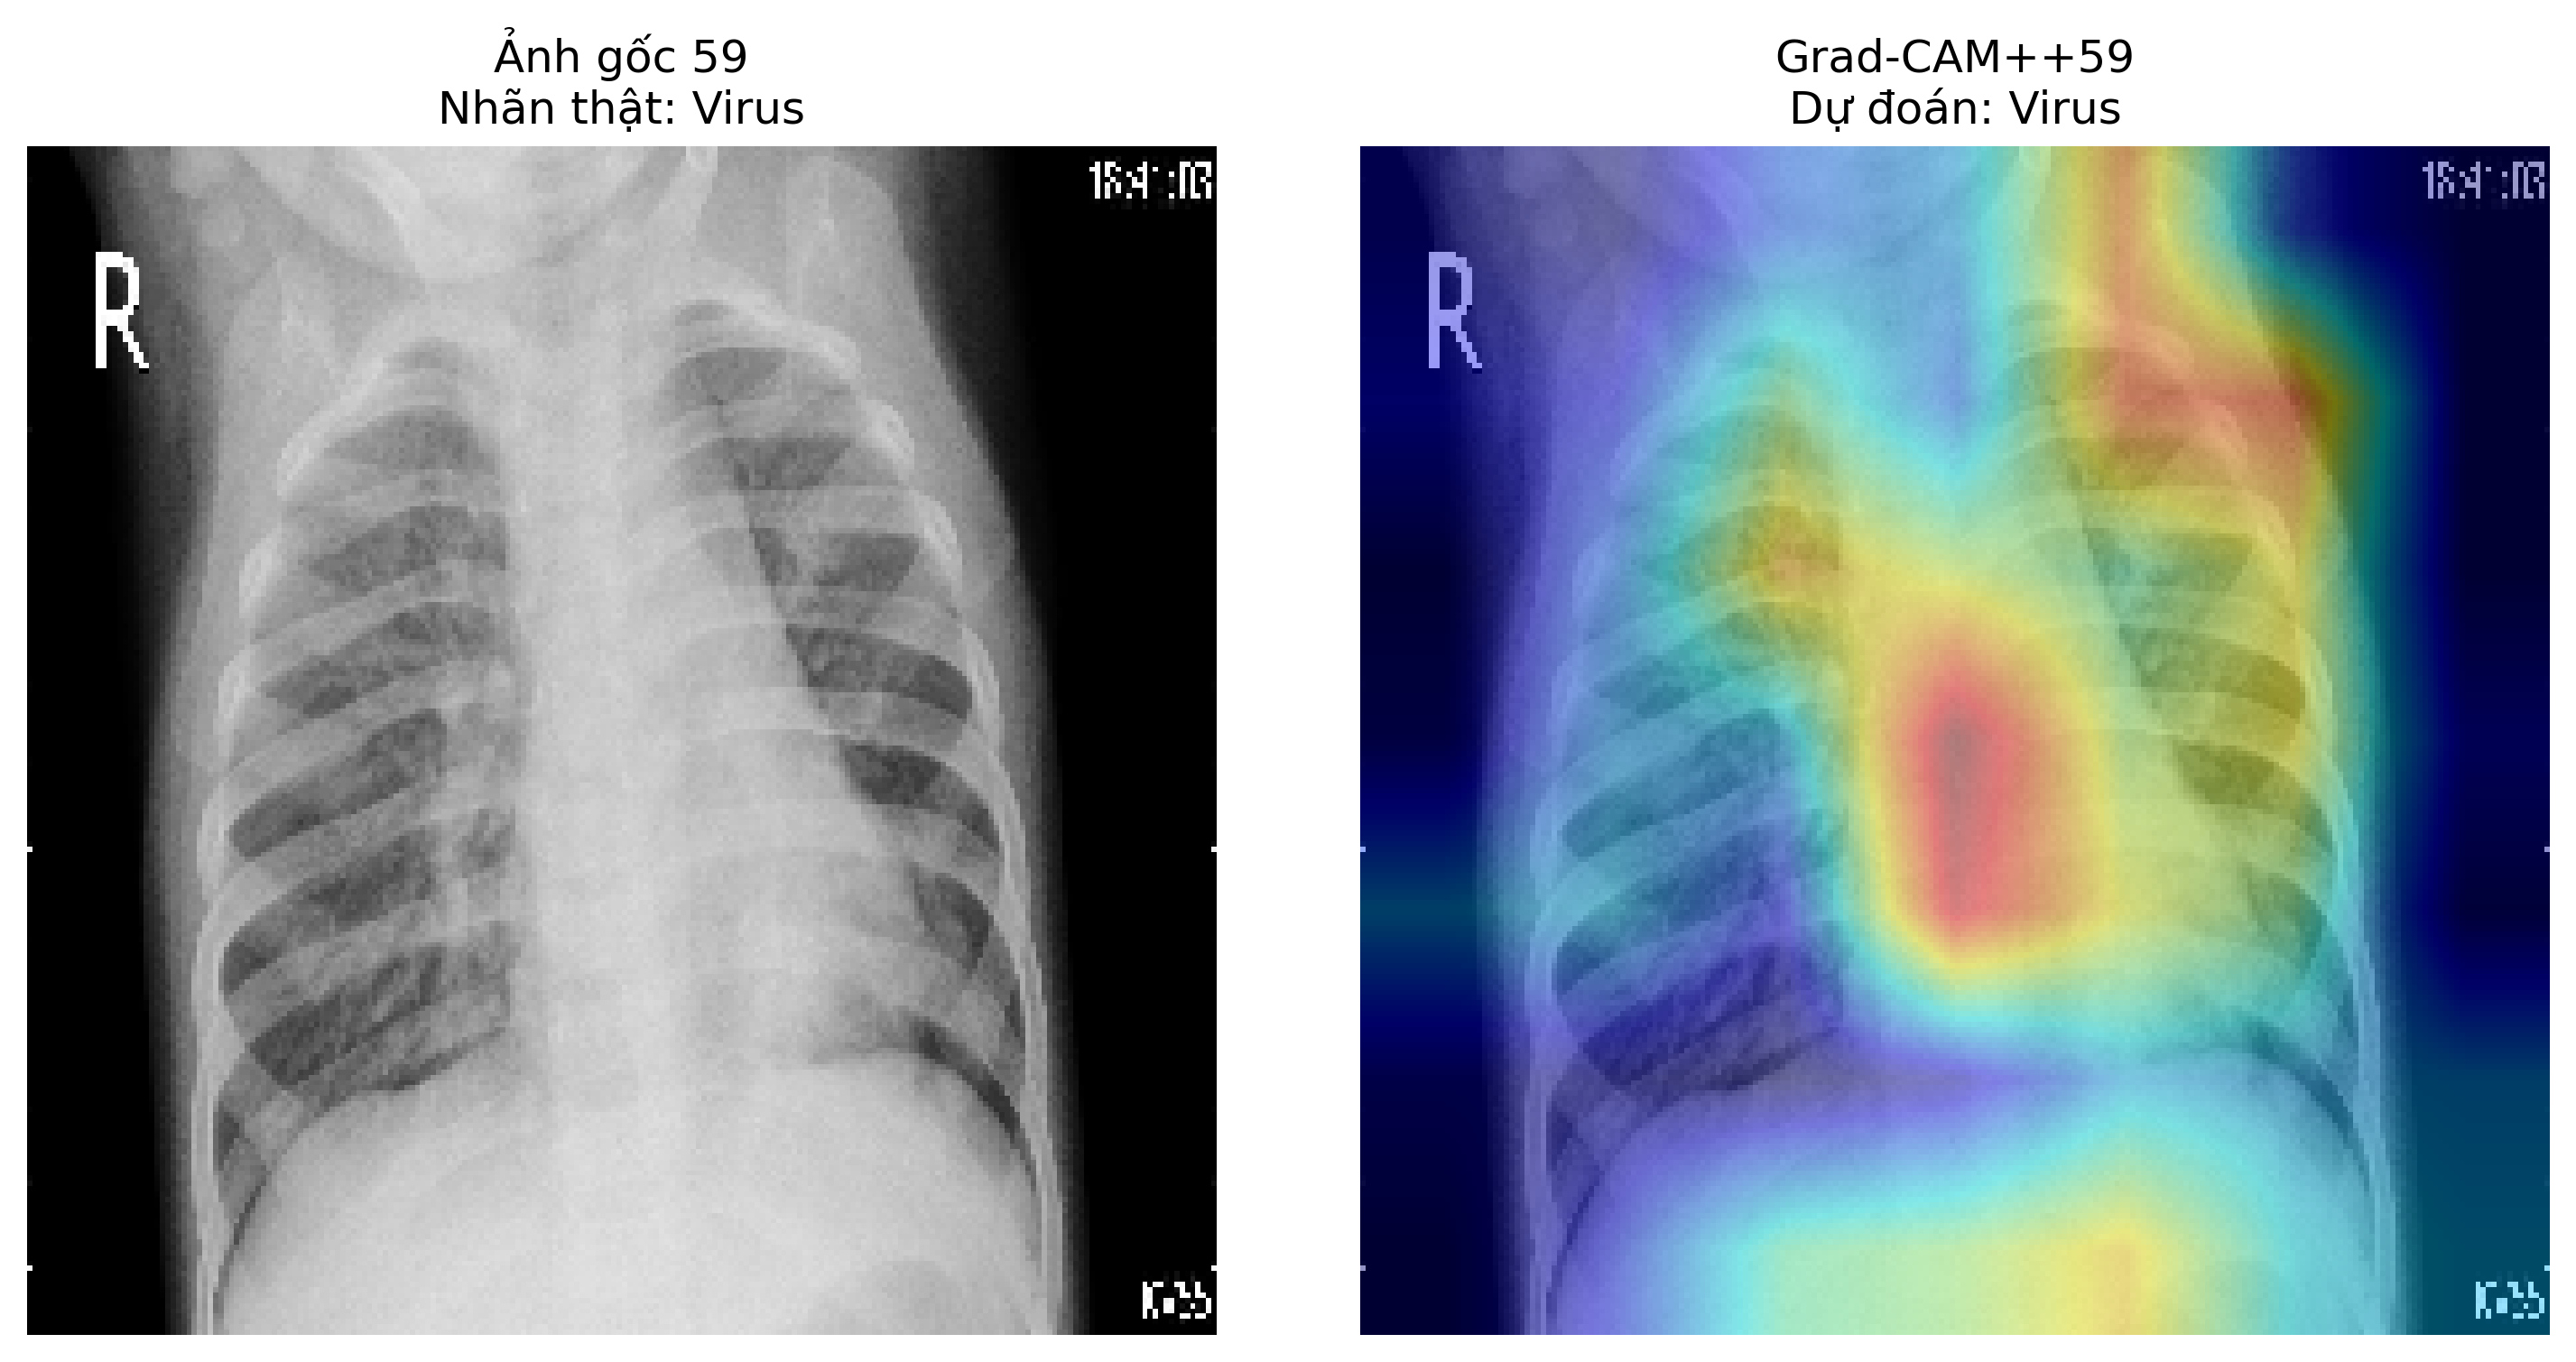 Ảnh gốc 59
Nhãn thật: Virus
R
Grad-CAM++59
Dự đoán: Virus
R